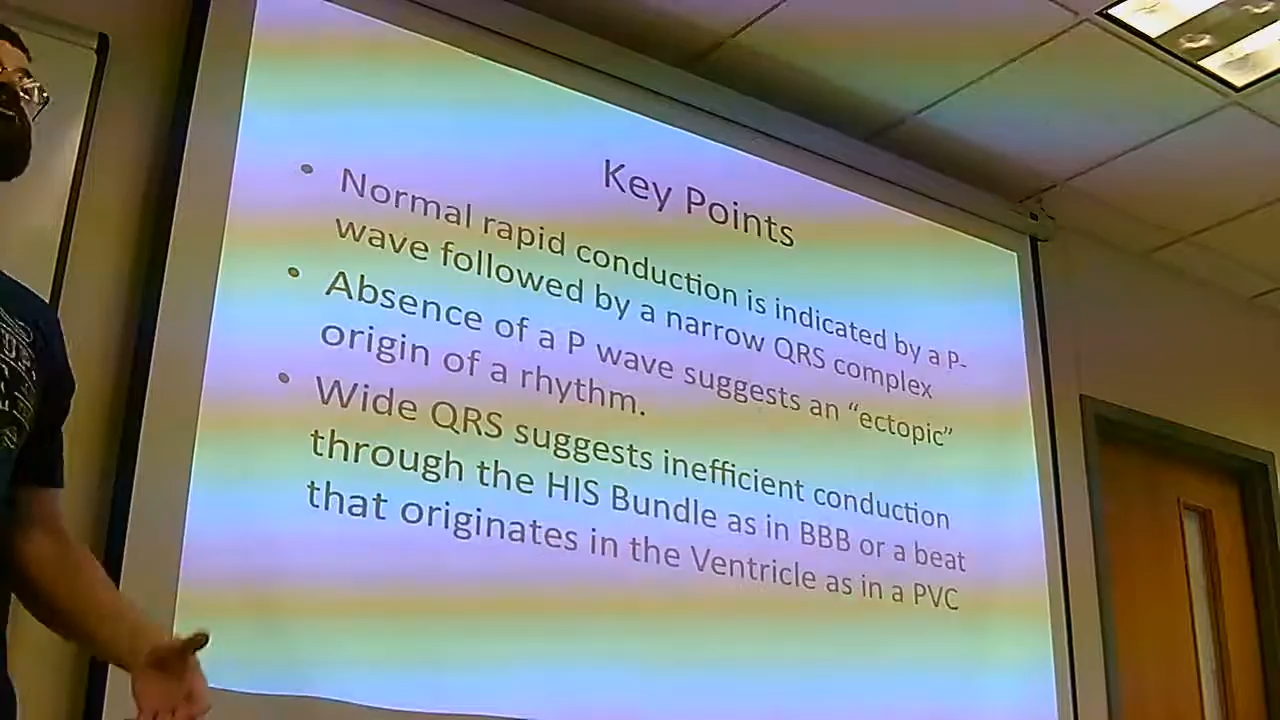 Key Points
• Normal rapid conduction is indicated by a P-
wave followed by a narrow QRS complex
• Absence of a P wave suggests an “ectopic”
origin of a rhythm.
• Wide QRS suggests inefficient conduction
through the HIS Bundle as in BBB or a beat
that originates in the Ventricle as in a PVC